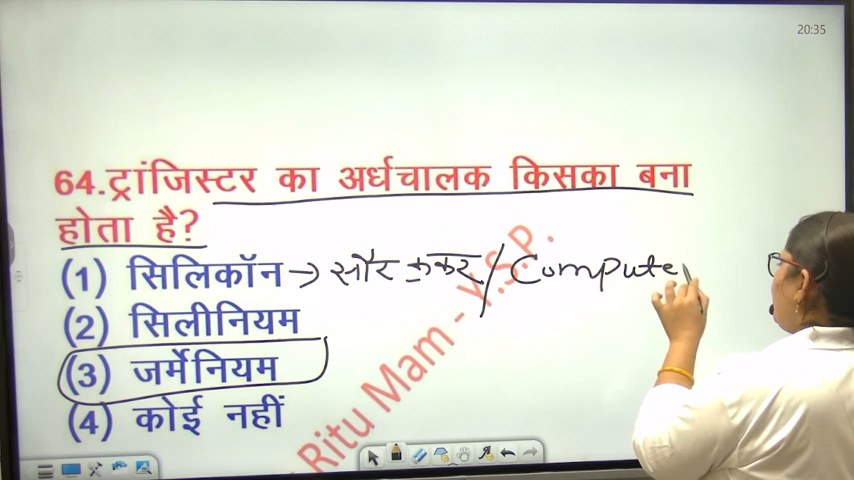 20:35
64.ट्रांजिस्टर का अर्धचालक किसका बना
होता है?
(1) सिलिकॉन → सौर कुकर / Compute
(2) सिलीनियम
(3) जर्मेनियम
(4) कोई नहीं
Ritu Mam - Y.S.P.